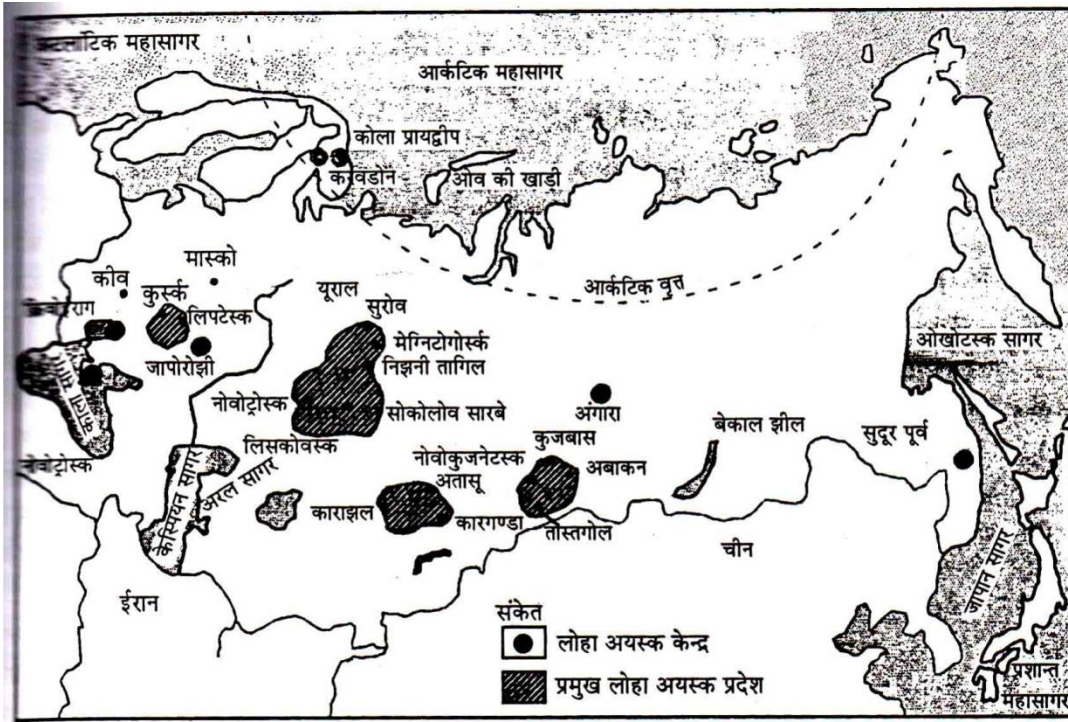 अटलांटिक महासागर
आर्कटिक महासागर
कोला प्रायद्वीप
ओव की खाड़ी
मास्को
कीव
कुर्स्क
लिपटेस्क
जापोरोझी
यूराल
सुरोव
आर्कटिक वृत्त
ओखोटस्क सागर
मेग्निटोगोर्स्क
निझनी तागिल
नोवोट्रोस्क
सोकोलोव सारबे
अंगारा
बेकाल झील
सुदूर पूर्व
काला सागर
नोवोट्रोस्क
लिसकोवस्क
कुजबास
नोवोकुजनेटस्क
अबाकन
अतासू
कैस्पियन सागर
अरल सागर
काराझल
कारगण्डा
तोस्तगोल
चीन
जापान सागर
ईरान
संकेत
लोहा अयस्क केन्द्र
प्रमुख लोहा अयस्क प्रदेश
प्रशान्त
महासागर